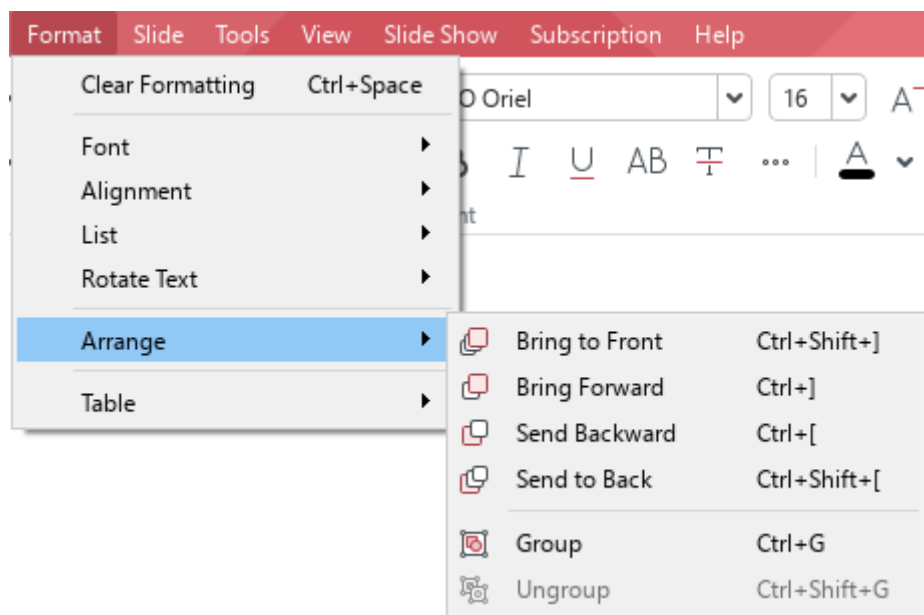 Format Slide Tools View Slide Show Subscription Help
Clear Formatting Ctrl+Space
O Oriel 16 A
Font
I U AB T ... A
Alignment
nt
List
Rotate Text
Arrange
Bring to Front Ctrl+Shift+]
Bring Forward Ctrl+]
Table
Send Backward Ctrl+[
Send to Back Ctrl+Shift+[
Group Ctrl+G
Ungroup Ctrl+Shift+G